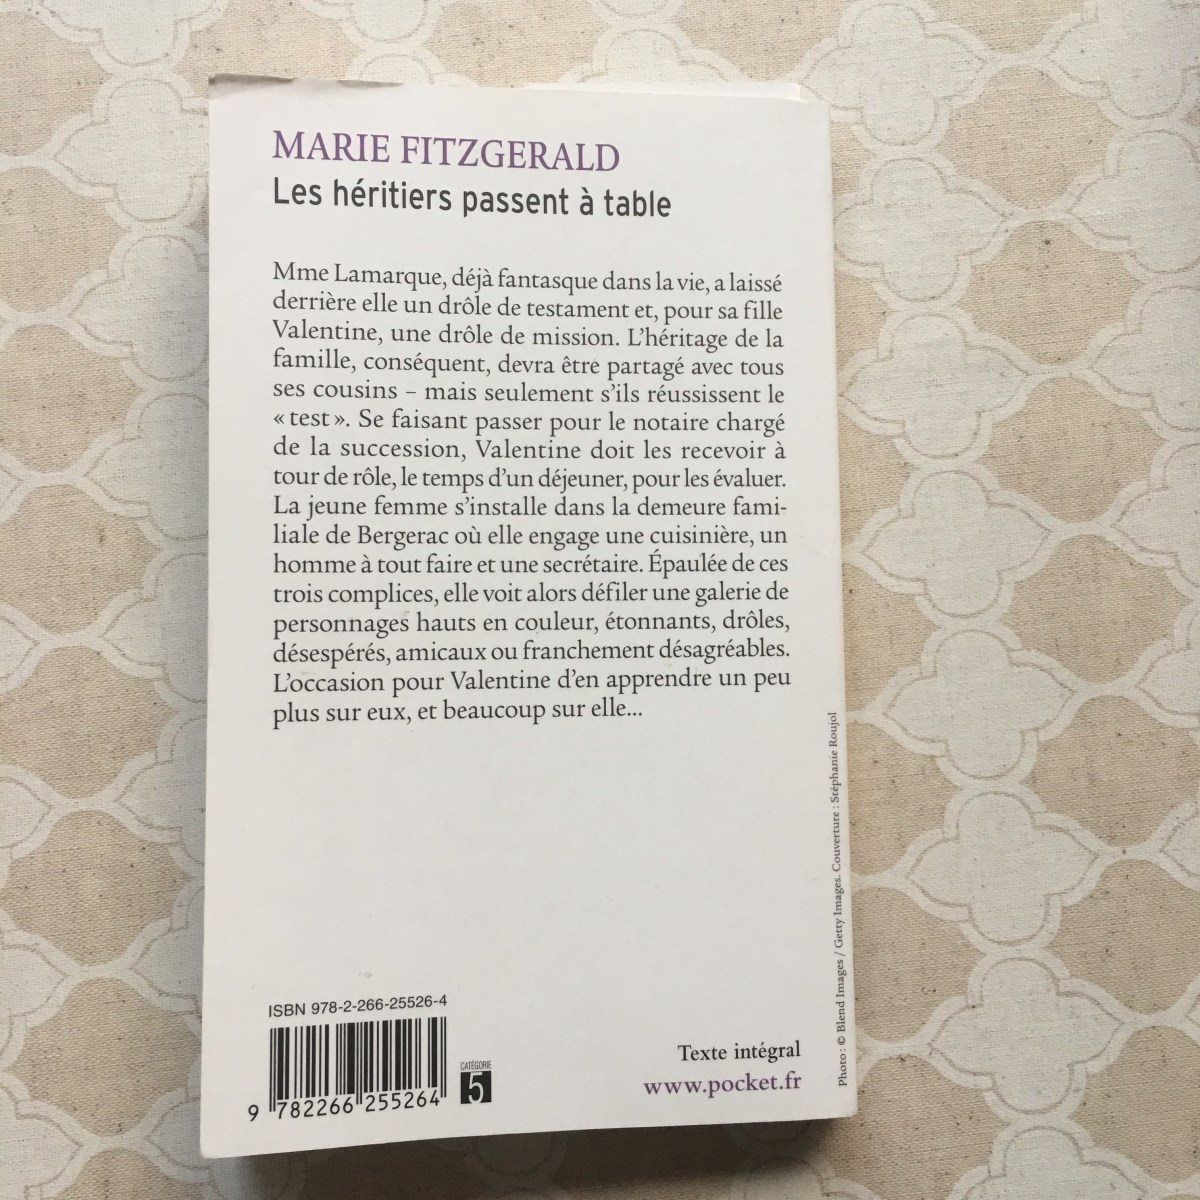 MARIE FITZGERALD
Les héritiers passent à table
Mme Lamarque, déjà fantasque dans la vie, a laissé
derrière elle un drôle de testament et, pour sa fille
Valentine, une drôle de mission. L'héritage de la
famille, conséquent, devra être partagé avec tous
ses cousins – mais seulement s'ils réussissent le
« test ». Se faisant passer pour le notaire chargé
de la succession, Valentine doit les recevoir à
tour de rôle, le temps d'un déjeuner, pour les évaluer.
La jeune femme s'installe dans la demeure fami-
liale de Bergerac où elle engage une cuisinière, un
homme à tout faire et une secrétaire. Épaulée de ces
trois complices, elle voit alors défiler une galerie de
personnages hauts en couleur, étonnants, drôles,
désespérés, amicaux ou franchement désagréables.
L'occasion pour Valentine d'en apprendre un peu
plus sur eux, et beaucoup sur elle...
ISBN 978-2-266-25526-4
9 782266 255264
CATÉGORIE
5
Texte intégral
www.pocket.fr
Photo : © Blend Images / Getty Images. Couverture : Stéphanie Roujol